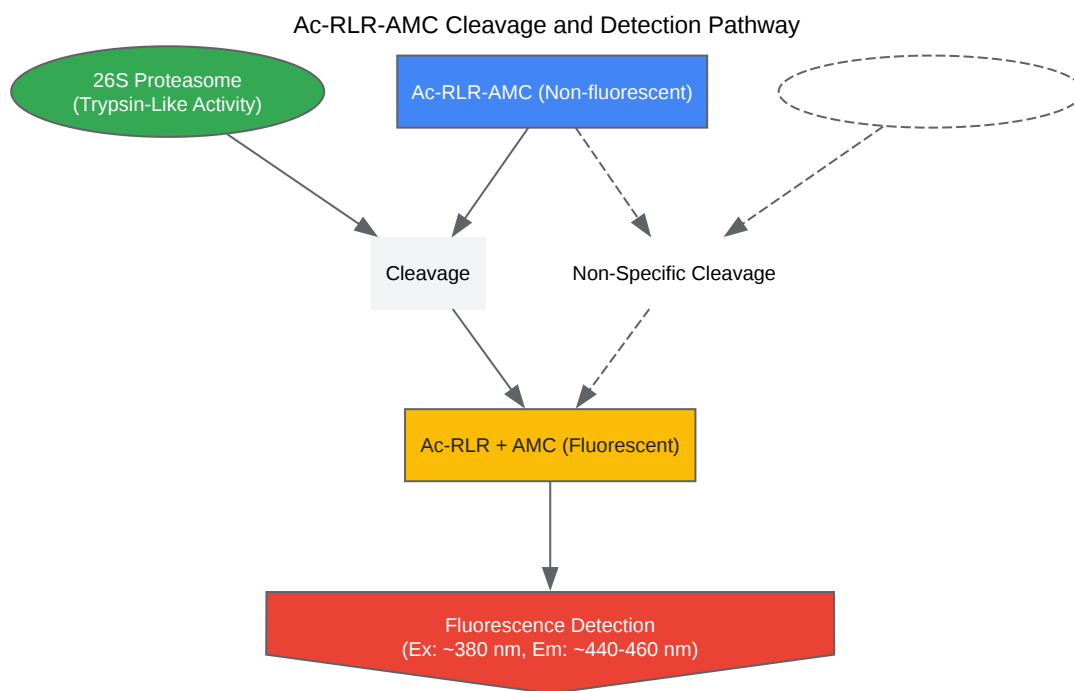 Ac-RLR-AMC Cleavage and Detection Pathway
26S Proteasome
(Trypsin-Like Activity)
Ac-RLR-AMC (Non-fluorescent)
Cleavage
Non-Specific Cleavage
Ac-RLR + AMC (Fluorescent)
Fluorescence Detection
(Ex: ~380 nm, Em: ~440-460 nm)